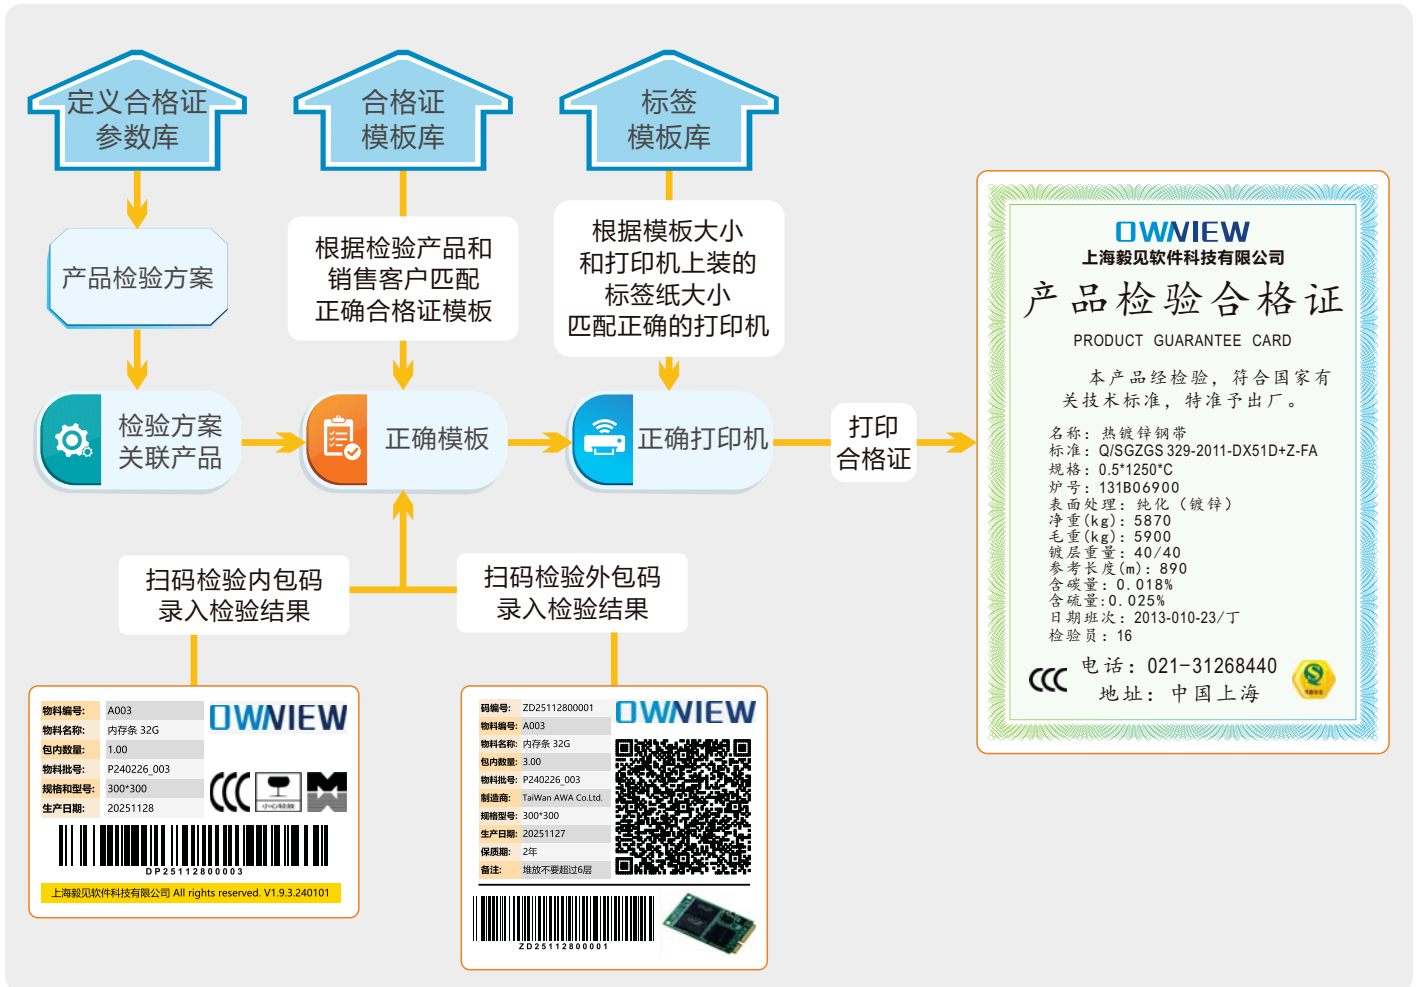 定义合格证
参数库
合格证
模板库
标签
模板库
产品检验方案
根据检验产品和
销售客户匹配
正确合格证模板
根据模板大小
和打印机上装的
标签纸大小
匹配正确的打印机
检验方案
关联产品
正确模板
正确打印机
打印
合格证
扫码检验内包码
录入检验结果
扫码检验外包码
录入检验结果
OWNIEW
上海毅见软件科技有限公司
产品检验合格证
PRODUCT GUARANTEE CARD
本产品经检验，符合国家有
关技术标准，特准予出厂。
名称：热镀锌钢带
标准：Q/SGZGS 329-2011-DX51D+Z-FA
规格：0.5*1250*C
炉号：131B06900
表面处理：纯化（镀锌）
净重(kg)：5870
毛重(kg)：5900
镀层重量：40/40
参考长度(m)：890
含碳量：0.018%
含硫量:0.025%
日期班次：2013-010-23/丁
检验员：16
电话：021-31268440
地址：中国上海
物料编号: A003
物料名称: 内存条 32G
包内数量: 1.00
物料批号: P240226_003
规格和型号: 300*300
生产日期: 20251128
OWNIEW
小心轻放
DP25112800003
上海毅见软件科技有限公司 All rights reserved. V1.9.3.240101
码编号: ZD25112800001
物料编号: A003
物料名称: 内存条 32G
包内数量: 3.00
物料批号: P240226_003
制造商: TaiWan AWA Co.Ltd.
规格型号: 300*300
生产日期: 20251127
保质期: 2年
备注: 堆放不要超过6层
OWNIEW
ZD25112800001